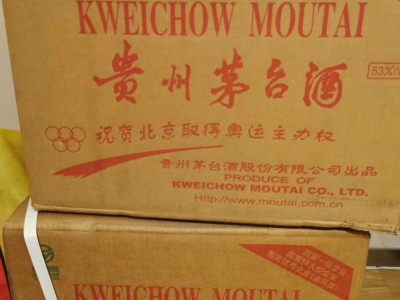 KWEICHOW MOUTAI
贵州茅台酒
53%(V
祝贺北京取得奥运主办权
贵州茅台酒股份有限公司出品
PRODUCE OF
KWEICHOW MOUTAI CO., LTD.
Http://www.moutai.com.cn
KWEICHOW MOUTAI